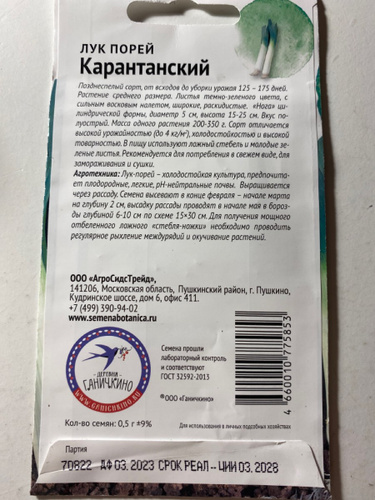 ЛУК ПОРЕЙ
Карантанский
Позднеспелый сорт, от всходов до уборки урожая 125 – 175 дней.
Растение среднего размера. Листья темно-зеленого цвета, с
сильным восковым налетом, широкие, раскидистые. «Нога» ци-
линдрической формы, диаметр 5 см, высота 15-25 см. Вкус по-
луострый. Масса одного растения 200-350 г. Сорт отличается
высокой урожайностью (до 4 кг/м²), холодостойкостью и высокой
товарностью. В пищу используют ложный стебель и молодые зе-
леные листья. Рекомендуется для потребления в свежем виде, для
замораживания и сушки.
Агротехника: Лук-порей – холодостойкая культура, предпочита-
ет плодородные, легкие, pH-нейтральные почвы. Выращивается
через рассаду. Семена высевают в конце февраля – начале марта
на глубину 2 см, высадку рассады проводят в начале мая в бороз-
ды глубиной 6-10 см по схеме 15×30 см. Для получения мощного
отбеленного ложного «стебля-ножки» необходимо проводить
регулярное рыхление междурядий и окучивание растений.
ООО «АгроСидсТрейд»,
141206, Московская область, Пушкинский район, г. Пушкино,
Кудринское шоссе, дом 6, офис 411.
+7 (499) 390-94-02
www.semenabotanica.ru
ДЕРЕВНЯ
ГАНИЧКИНО
WWW.GANICHKINO.RU
Семена прошли
лабораторный контроль
и соответствуют
ГОСТ 32592-2013
®ООО «Ганичкино»
4 660010 775853
Кол-во семян: 0,5 г ±9%
Для использования в личных подсобных хозяйствах
Партия
70822 ДФ 03.2023 СРОК РЕАЛ-ЦИИ 03.2028